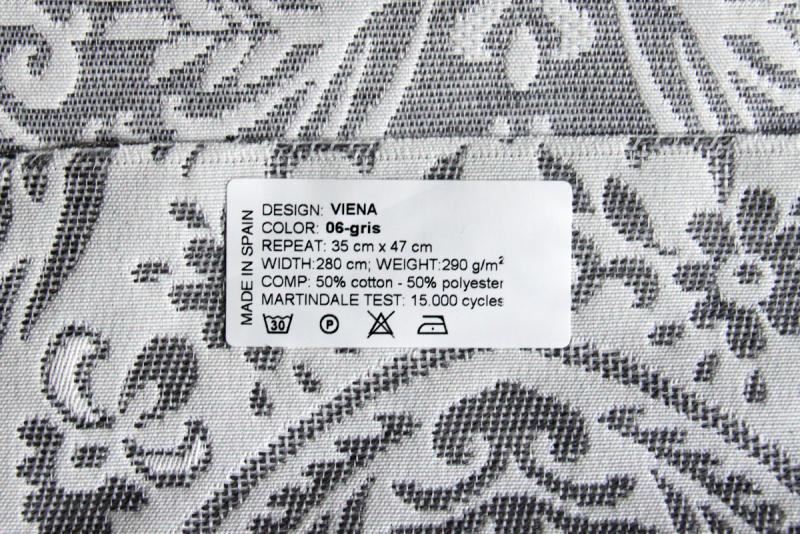 MADE IN SPAIN
DESIGN: VIENA
COLOR: 06-gris
REPEAT: 35 cm x 47 cm
WIDTH:280 cm; WEIGHT:290 g/m²
COMP: 50% cotton - 50% polyester
MARTINDALE TEST: 15.000 cycles
30 P